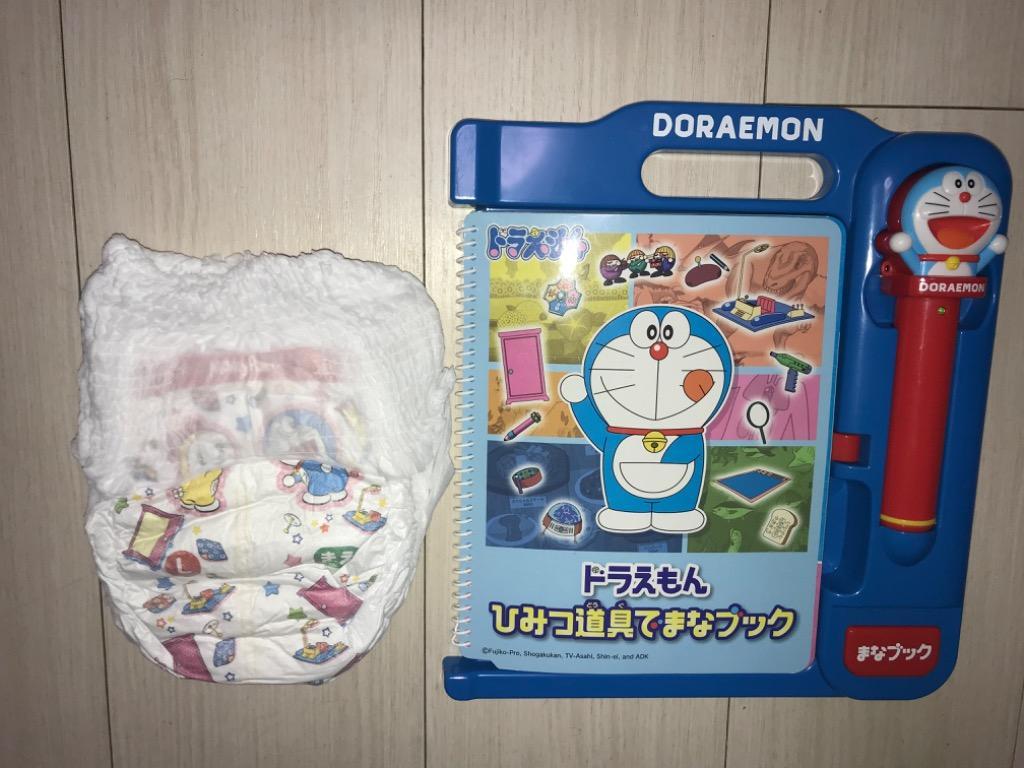 DORAEMON
ドラえもん
DORAEMON
ドラえもん
ひみつ道具でまなブック
©Fujiko-Pro, Shogakukan, TV-Asahi, Shin-ei, and ADK
まなブック